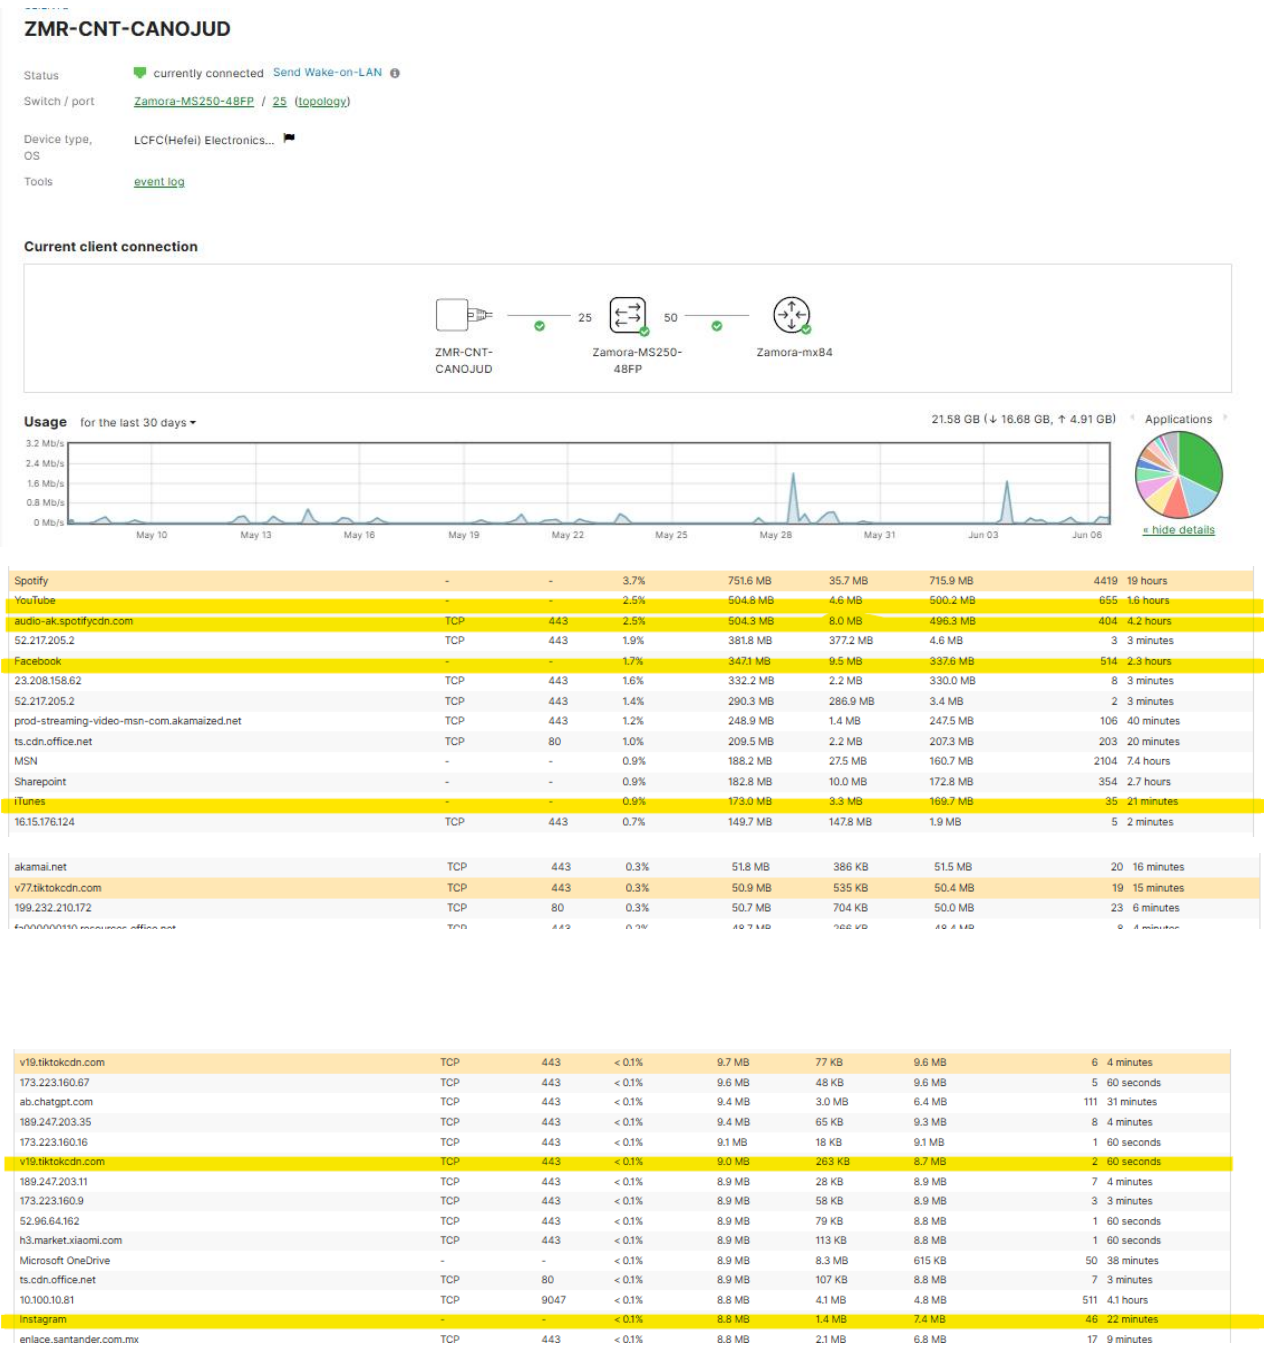 ZMR-CNT-CANOJUD
Status currently connected Send Wake-on-LAN
Switch / port Zamora-MS250-48FP / 25 (topology)
Device type, LCFC(Hefei) Electronics...
OS
Tools event log
Current client connection
25 50
ZMR-CNT- Zamora-MS250- Zamora-mx84
CANOJUD 48FP
Usage for the last 30 days 21.58 GB (↓ 16.68 GB, ↑ 4.91 GB) Applications
3.2 Mb/s
2.4 Mb/s
1.6 Mb/s
0.8 Mb/s
0 Mb/s
May 10 May 13 May 16 May 19 May 22 May 25 May 28 May 31 Jun 03 Jun 06
« hide details
Spotify - - 3.7% 751.6 MB 35.7 MB 715.9 MB 4419 19 hours
YouTube - - 2.5% 504.8 MB 4.6 MB 500.2 MB 655 1.6 hours
audio-ak.spotifycdn.com TCP 443 2.5% 504.3 MB 8.0 MB 496.3 MB 404 4.2 hours
52.217.205.2 TCP 443 1.9% 381.8 MB 377.2 MB 4.6 MB 3 3 minutes
Facebook - - 1.7% 347.1 MB 9.5 MB 337.6 MB 514 2.3 hours
23.208.158.62 TCP 443 1.6% 332.2 MB 2.2 MB 330.0 MB 8 3 minutes
52.217.205.2 TCP 443 1.4% 290.3 MB 286.9 MB 3.4 MB 2 3 minutes
prod-streaming-video-msn-com.akamaized.net TCP 443 1.2% 248.9 MB 1.4 MB 247.5 MB 106 40 minutes
ts.cdn.office.net TCP 80 1.0% 209.5 MB 2.2 MB 207.3 MB 203 20 minutes
MSN - - 0.9% 188.2 MB 27.5 MB 160.7 MB 2104 7.4 hours
Sharepoint - - 0.9% 182.8 MB 10.0 MB 172.8 MB 354 2.7 hours
iTunes - - 0.9% 173.0 MB 3.3 MB 169.7 MB 35 21 minutes
16.15.176.124 TCP 443 0.7% 149.7 MB 147.8 MB 1.9 MB 5 2 minutes
akamai.net TCP 443 0.3% 51.8 MB 386 KB 51.5 MB 20 16 minutes
v77.tiktokcdn.com TCP 443 0.3% 50.9 MB 535 KB 50.4 MB 19 15 minutes
199.232.210.172 TCP 80 0.3% 50.7 MB 704 KB 50.0 MB 23 6 minutes
fa000000110.resources.office.net TCP 443 0.2% 48.7 MB 266 KB 48.4 MB 8 4 minutes
v19.tiktokcdn.com TCP 443 < 0.1% 9.7 MB 77 KB 9.6 MB 6 4 minutes
173.223.160.67 TCP 443 < 0.1% 9.6 MB 48 KB 9.6 MB 5 60 seconds
ab.chatgpt.com TCP 443 < 0.1% 9.4 MB 3.0 MB 6.4 MB 111 31 minutes
189.247.203.35 TCP 443 < 0.1% 9.4 MB 65 KB 9.3 MB 8 4 minutes
173.223.160.16 TCP 443 < 0.1% 9.1 MB 18 KB 9.1 MB 1 60 seconds
v19.tiktokcdn.com TCP 443 < 0.1% 9.0 MB 263 KB 8.7 MB 2 60 seconds
189.247.203.11 TCP 443 < 0.1% 8.9 MB 28 KB 8.9 MB 7 4 minutes
173.223.160.9 TCP 443 < 0.1% 8.9 MB 58 KB 8.9 MB 3 3 minutes
52.96.64.162 TCP 443 < 0.1% 8.9 MB 79 KB 8.8 MB 1 60 seconds
h3.market.xiaomi.com TCP 443 < 0.1% 8.9 MB 113 KB 8.8 MB 1 60 seconds
Microsoft OneDrive - - < 0.1% 8.9 MB 8.3 MB 615 KB 50 38 minutes
ts.cdn.office.net TCP 80 < 0.1% 8.9 MB 107 KB 8.8 MB 7 3 minutes
10.100.10.81 TCP 9047 < 0.1% 8.8 MB 4.1 MB 4.8 MB 511 4.1 hours
Instagram - - < 0.1% 8.8 MB 1.4 MB 7.4 MB 46 22 minutes
enlace.santander.com.mx TCP 443 < 0.1% 8.8 MB 2.1 MB 6.8 MB 17 9 minutes